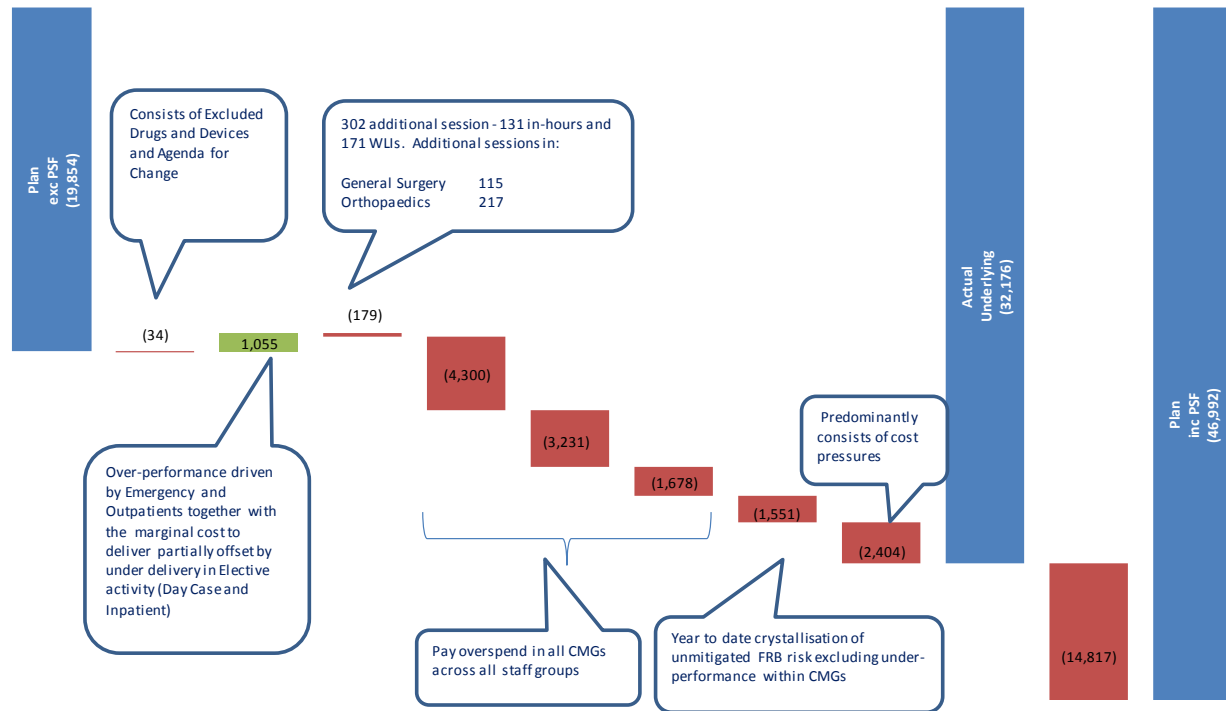 Plan
exc PSF
(19,854)
Consists of Excluded
Drugs and Devices
and Agenda for
Change
302 additional session - 131 in-hours and
171 WLIs. Additional sessions in:
General Surgery 115
Orthopaedics 217
(34)
1,055
(179)
(4,300)
(3,231)
(1,678)
(1,551)
(2,404)
Over-performance driven
by Emergency and
Outpatients together with
the marginal cost to
deliver partially offset by
under delivery in Elective
activity (Day Case and
Inpatient)
Pay overspend in all CMGs
across all staff groups
Year to date crystallisation of
unmitigated FRB risk excluding under-
performance within CMGs
Predominantly
consists of cost
pressures
Actual
Underlying
(32,176)
(14,817)
Plan
inc PSF
(46,992)